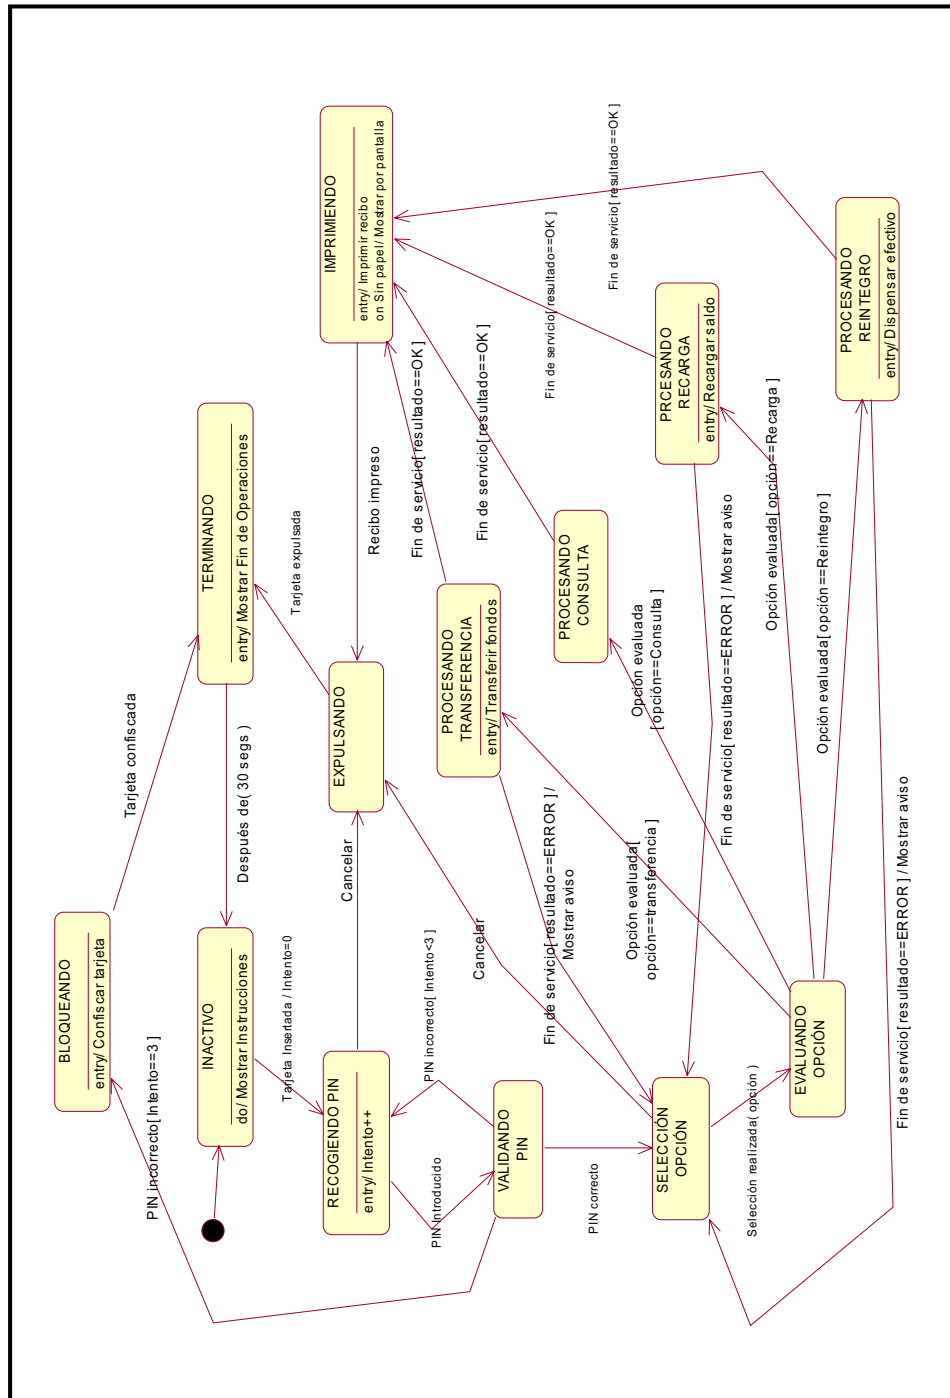 BLOQUEANDO
entry/ Confiscar tarjeta
Tarjeta confiscada
PIN incorrecto[ Intento==3 ]
TERMINANDO
entry/ Mostrar Fin de Operaciones
Después de( 30 segs )
INACTIVO
do/ Mostrar Instrucciones
Tarjeta Insertada / Intento=0
Tarjeta expulsada
IMPRIMIENDO
entry/ Imprimir recibo
on Sin papel/ Mostrar por pantalla
Recibo impreso
EXPULSANDO
Cancelar
RECOGIENDO PIN
entry/ Intento++
PIN incorrecto[ Intento<3 ]
PIN Introducido
VALIDANDO
PIN
PIN correcto
Cancelar
PROCESANDO
TRANSFERENCIA
entry/ Transferir fondos
Fin de servicio[ resultado==OK ]
Fin de servicio[ resultado==ERROR ] /
Mostrar aviso
PROCESANDO
CONSULTA
Fin de servicio[ resultado==OK ]
Opción evaluada
[ opción==Consulta ]
Opción evaluada[
opción==transferencia ]
PRCESANDO
RECARGA
entry/ Recargar saldo
Fin de servicio[ resultado==OK ]
Fin de servicio[ resultado==ERROR ] / Mostrar aviso
SELECCIÓN
OPCIÓN
Selección realizada( opción )
EVALUANDO
OPCIÓN
Opción evaluada[ opción==Recarga ]
Opción evaluada[ opción==Reintegro ]
PROCESANDO
REINTEGRO
entry/ Dispensar efectivo
Fin de servicio[ resultado==OK ]
Fin de servicio[ resultado==ERROR ] / Mostrar aviso